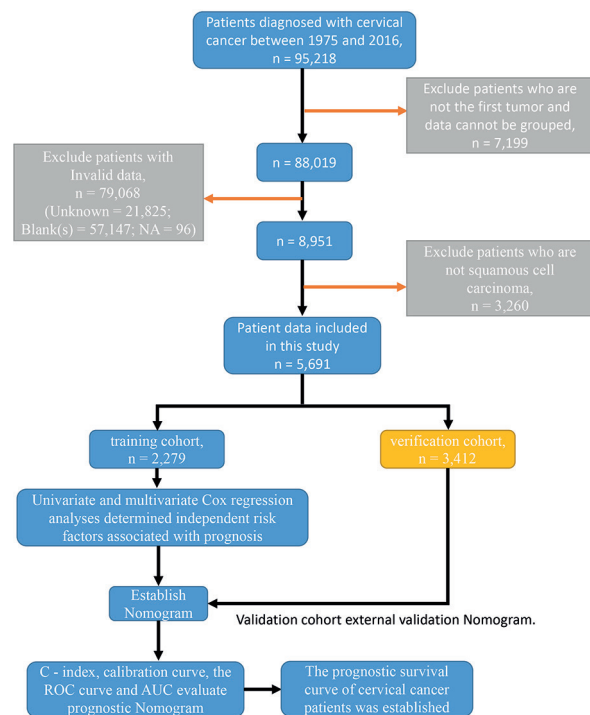 Patients diagnosed with cervical
cancer between 1975 and 2016,
n = 95,218
Exclude patients who are
not the first tumor and
data cannot be grouped,
n = 7,199
88,019
Exclude patients with
Invalid data,
n = 79,068
(Unknown = 21,825;
Blank(s) = 57,147; NA = 96)
n = 8,951
Exclude patients who are
not squamous cell
carcinoma,
n = 3,260
Patient data included
in this study
n = 5,691
training cohort,
n = 2,279
verification cohort,
n = 3,412
Univariate and multivariate Cox regression
analyses determined independent risk
factors associated with prognosis
Establish
Nomogram
Validation cohort external validation Nomogram.
C - index, calibration curve, the
ROC curve and AUC evaluate
prognostic Nomogram
The prognostic survival
curve of cervical cancer
patients was established